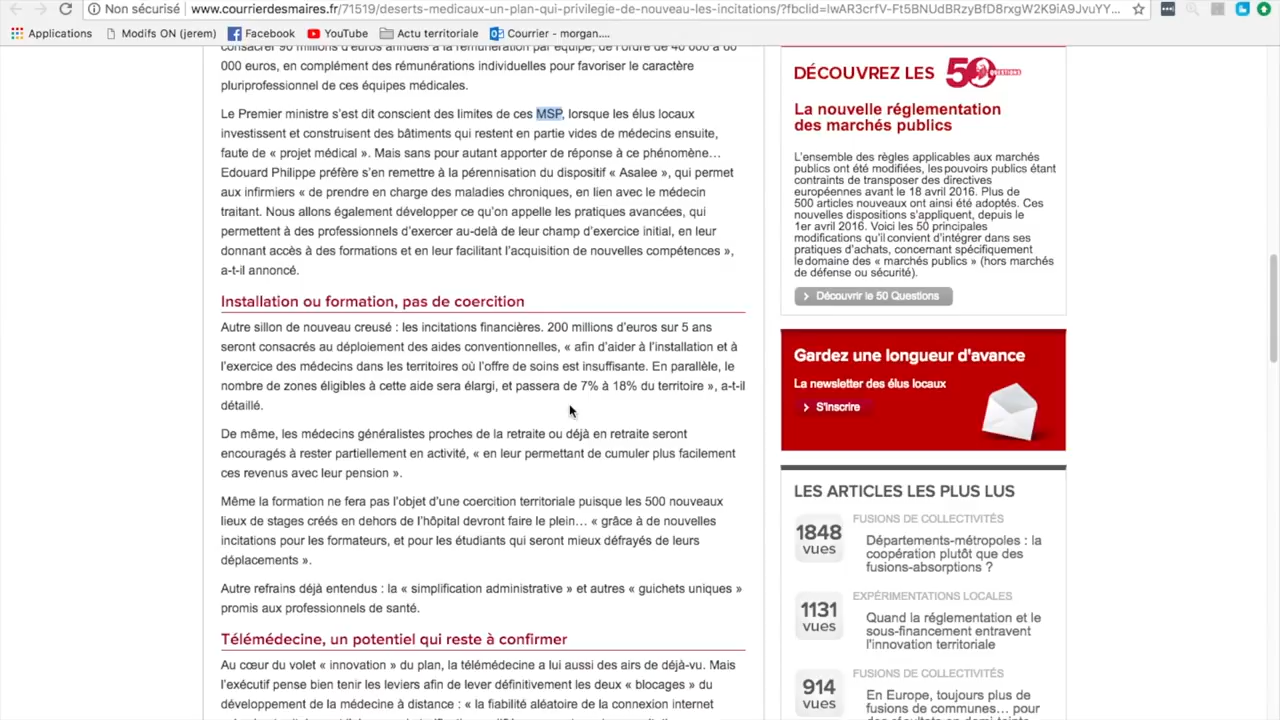 Non sécurisé
www.courrierdesmaires.fr/71519/deserts-medicaux-un-plan-qui-privilegie-de-nouveau-les-incitations/?fbclid=IwAR3crfV-Ft5BNUdBRzyBfD8rxgW2K9iA9JvuYY...
Applications
Modifs ON (jerem)
Facebook
YouTube
Actu territoriale
Courrier - morgan....
consacrer 90 millions d'euros annuels à la rémunération par équipe, de l'ordre de 40 000 à 60
000 euros, en complément des rémunérations individuelles pour favoriser le caractère
pluriprofessionnel de ces équipes médicales.
Le Premier ministre s'est dit conscient des limites de ces MSP, lorsque les élus locaux
investissent et construisent des bâtiments qui restent en partie vides de médecins ensuite,
faute de « projet médical ». Mais sans pour autant apporter de réponse à ce phénomène…
Edouard Philippe préfère s'en remettre à la pérennisation du dispositif « Asalee », qui permet
aux infirmiers « de prendre en charge des maladies chroniques, en lien avec le médecin
traitant. Nous allons également développer ce qu'on appelle les pratiques avancées, qui
permettent à des professionnels d'exercer au-delà de leur champ d'exercice initial, en leur
donnant accès à des formations et en leur facilitant l'acquisition de nouvelles compétences »,
a-t-il annoncé.
Installation ou formation, pas de coercition
Autre sillon de nouveau creusé : les incitations financières. 200 millions d'euros sur 5 ans
seront consacrés au déploiement des aides conventionnelles, « afin d'aider à l'installation et à
l'exercice des médecins dans les territoires où l'offre de soins est insuffisante. En parallèle, le
nombre de zones éligibles à cette aide sera élargi, et passera de 7% à 18% du territoire », a-t-il
détaillé.
De même, les médecins généralistes proches de la retraite ou déjà en retraite seront
encouragés à rester partiellement en activité, « en leur permettant de cumuler plus facilement
ces revenus avec leur pension ».
Même la formation ne fera pas l'objet d'une coercition territoriale puisque les 500 nouveaux
lieux de stages créés en dehors de l'hôpital devront faire le plein… « grâce à de nouvelles
incitations pour les formateurs, et pour les étudiants qui seront mieux défrayés de leurs
déplacements ».
Autre refrains déjà entendus : la « simplification administrative » et autres « guichets uniques »
promis aux professionnels de santé.
Télémédecine, un potentiel qui reste à confirmer
Au cœur du volet « innovation » du plan, la télémédecine a lui aussi des airs de déjà-vu. Mais
l'exécutif pense bien tenir les leviers afin de lever définitivement les deux « blocages » du
développement de la médecine à distance : « la fiabilité aléatoire de la connexion internet
DÉCOUVREZ LES 50 QUESTIONS
La nouvelle réglementation
des marchés publics
L'ensemble des règles applicables aux marchés
publics ont été modifiées, les pouvoirs publics étant
contraints de transposer des directives
européennes avant le 18 avril 2016. Plus de
500 articles nouveaux ont ainsi été adoptés. Ces
nouvelles dispositions s'appliquent, depuis le
1er avril 2016. Voici les 50 principales
modifications qu'il convient d'intégrer dans ses
pratiques d'achats, concernant spécifiquement
le domaine des « marchés publics » (hors marchés
de défense ou sécurité).
Découvrir le 50 Questions
Gardez une longueur d'avance
La newsletter des élus locaux
S'inscrire
LES ARTICLES LES PLUS LUS
1848
vues
FUSIONS DE COLLECTIVITÉS
Départements-métropoles : la
coopération plutôt que des
fusions-absorptions ?
1131
vues
EXPÉRIMENTATIONS LOCALES
Quand la réglementation et le
sous-financement entravent
l'innovation territoriale
914
vues
FUSIONS DE COLLECTIVITÉS
En Europe, toujours plus de
fusions de communes… pour